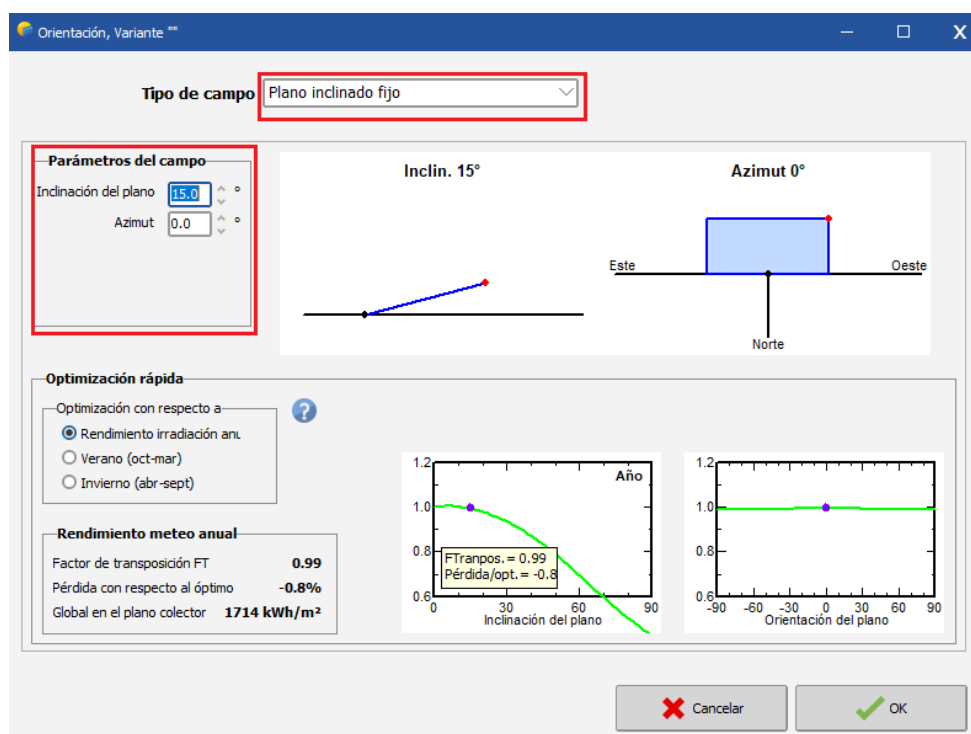 Orientación, Variante ""
Tipo de campo Plano inclinado fijo
Parámetros del campo
Inclinación del plano 15.0 °
Azimut 0.0 °
Inclin. 15°
Azimut 0°
Este
Oeste
Norte
Optimización rápida
Optimización con respecto a
Rendimiento irradiación anu
Verano (oct-mar)
Invierno (abr-sept)
Rendimiento meteo anual
Factor de transposición FT 0.99
Pérdida con respecto al óptimo -0.8%
Global en el plano colector 1714 kWh/m²
Año
1.2
1.0
0.8
0.6
FTranpos.= 0.99
Pérdida/opt.= -0.8
0 30 60 90
Inclinación del plano
1.2
1.0
0.8
0.6
-90 -60 -30 0 30 60 90
Orientación del plano
Cancelar
OK